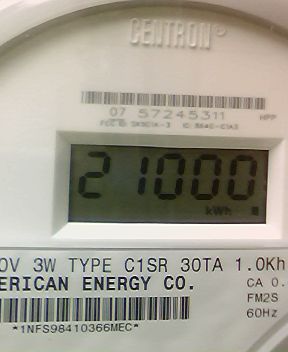 CENTRON®
07 57245311 HPP
21000
kWh
0V 3W TYPE C1SR 30TA 1.0Kh
ERICAN ENERGY CO. CA 0.
FM2S
60Hz
*1NFS98410366MEC*